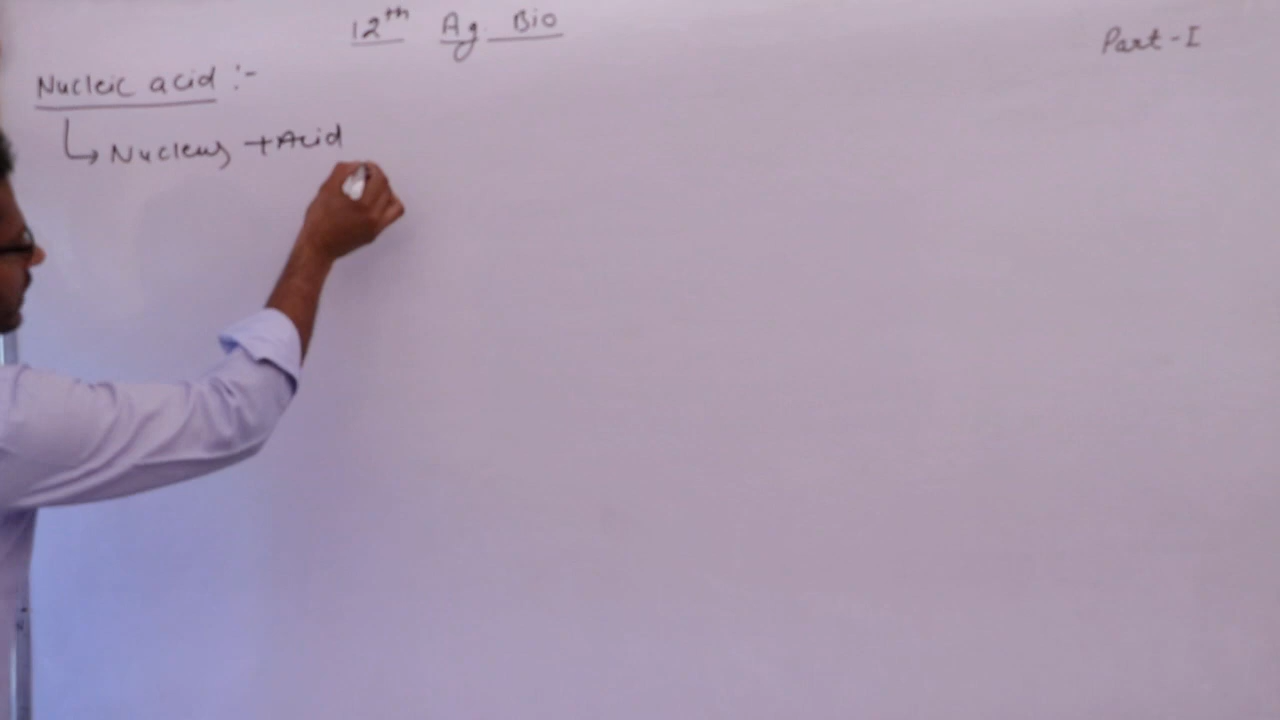 12th Ag. Bio
Part-I
Nucleic acid :-
↳ Nucleus + Acid